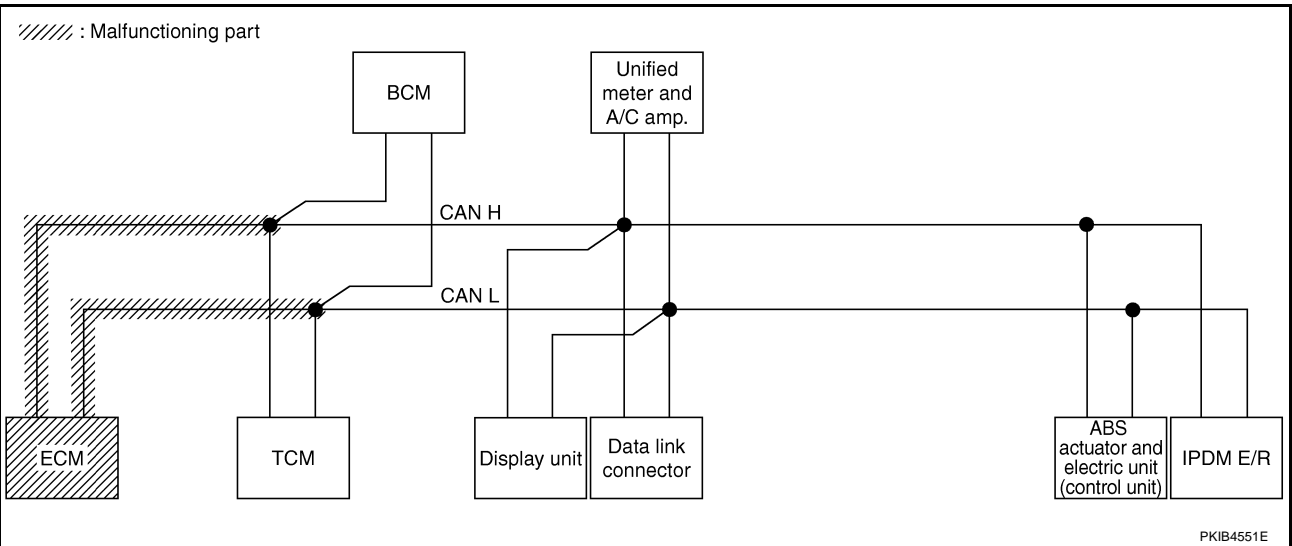 : Malfunctioning part
BCM
Unified
meter and
A/C amp.
CAN H
CAN L
ECM
TCM
Display unit
Data link
connector
ABS
actuator and
electric unit
(control unit)
IPDM E/R
PKIB4551E